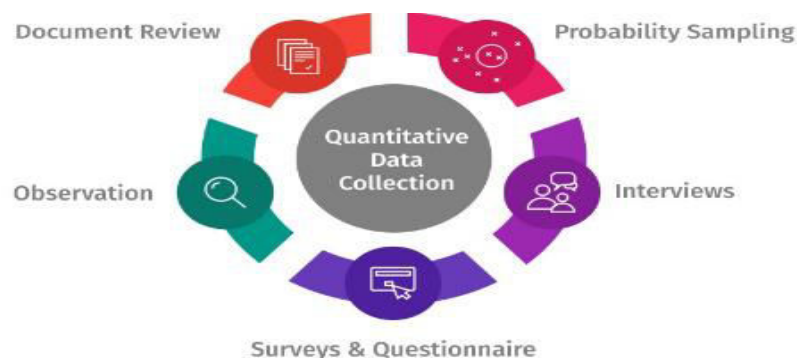 Document Review
Probability Sampling
Quantitative
Data
Collection
Observation
Interviews
Surveys & Questionnaire